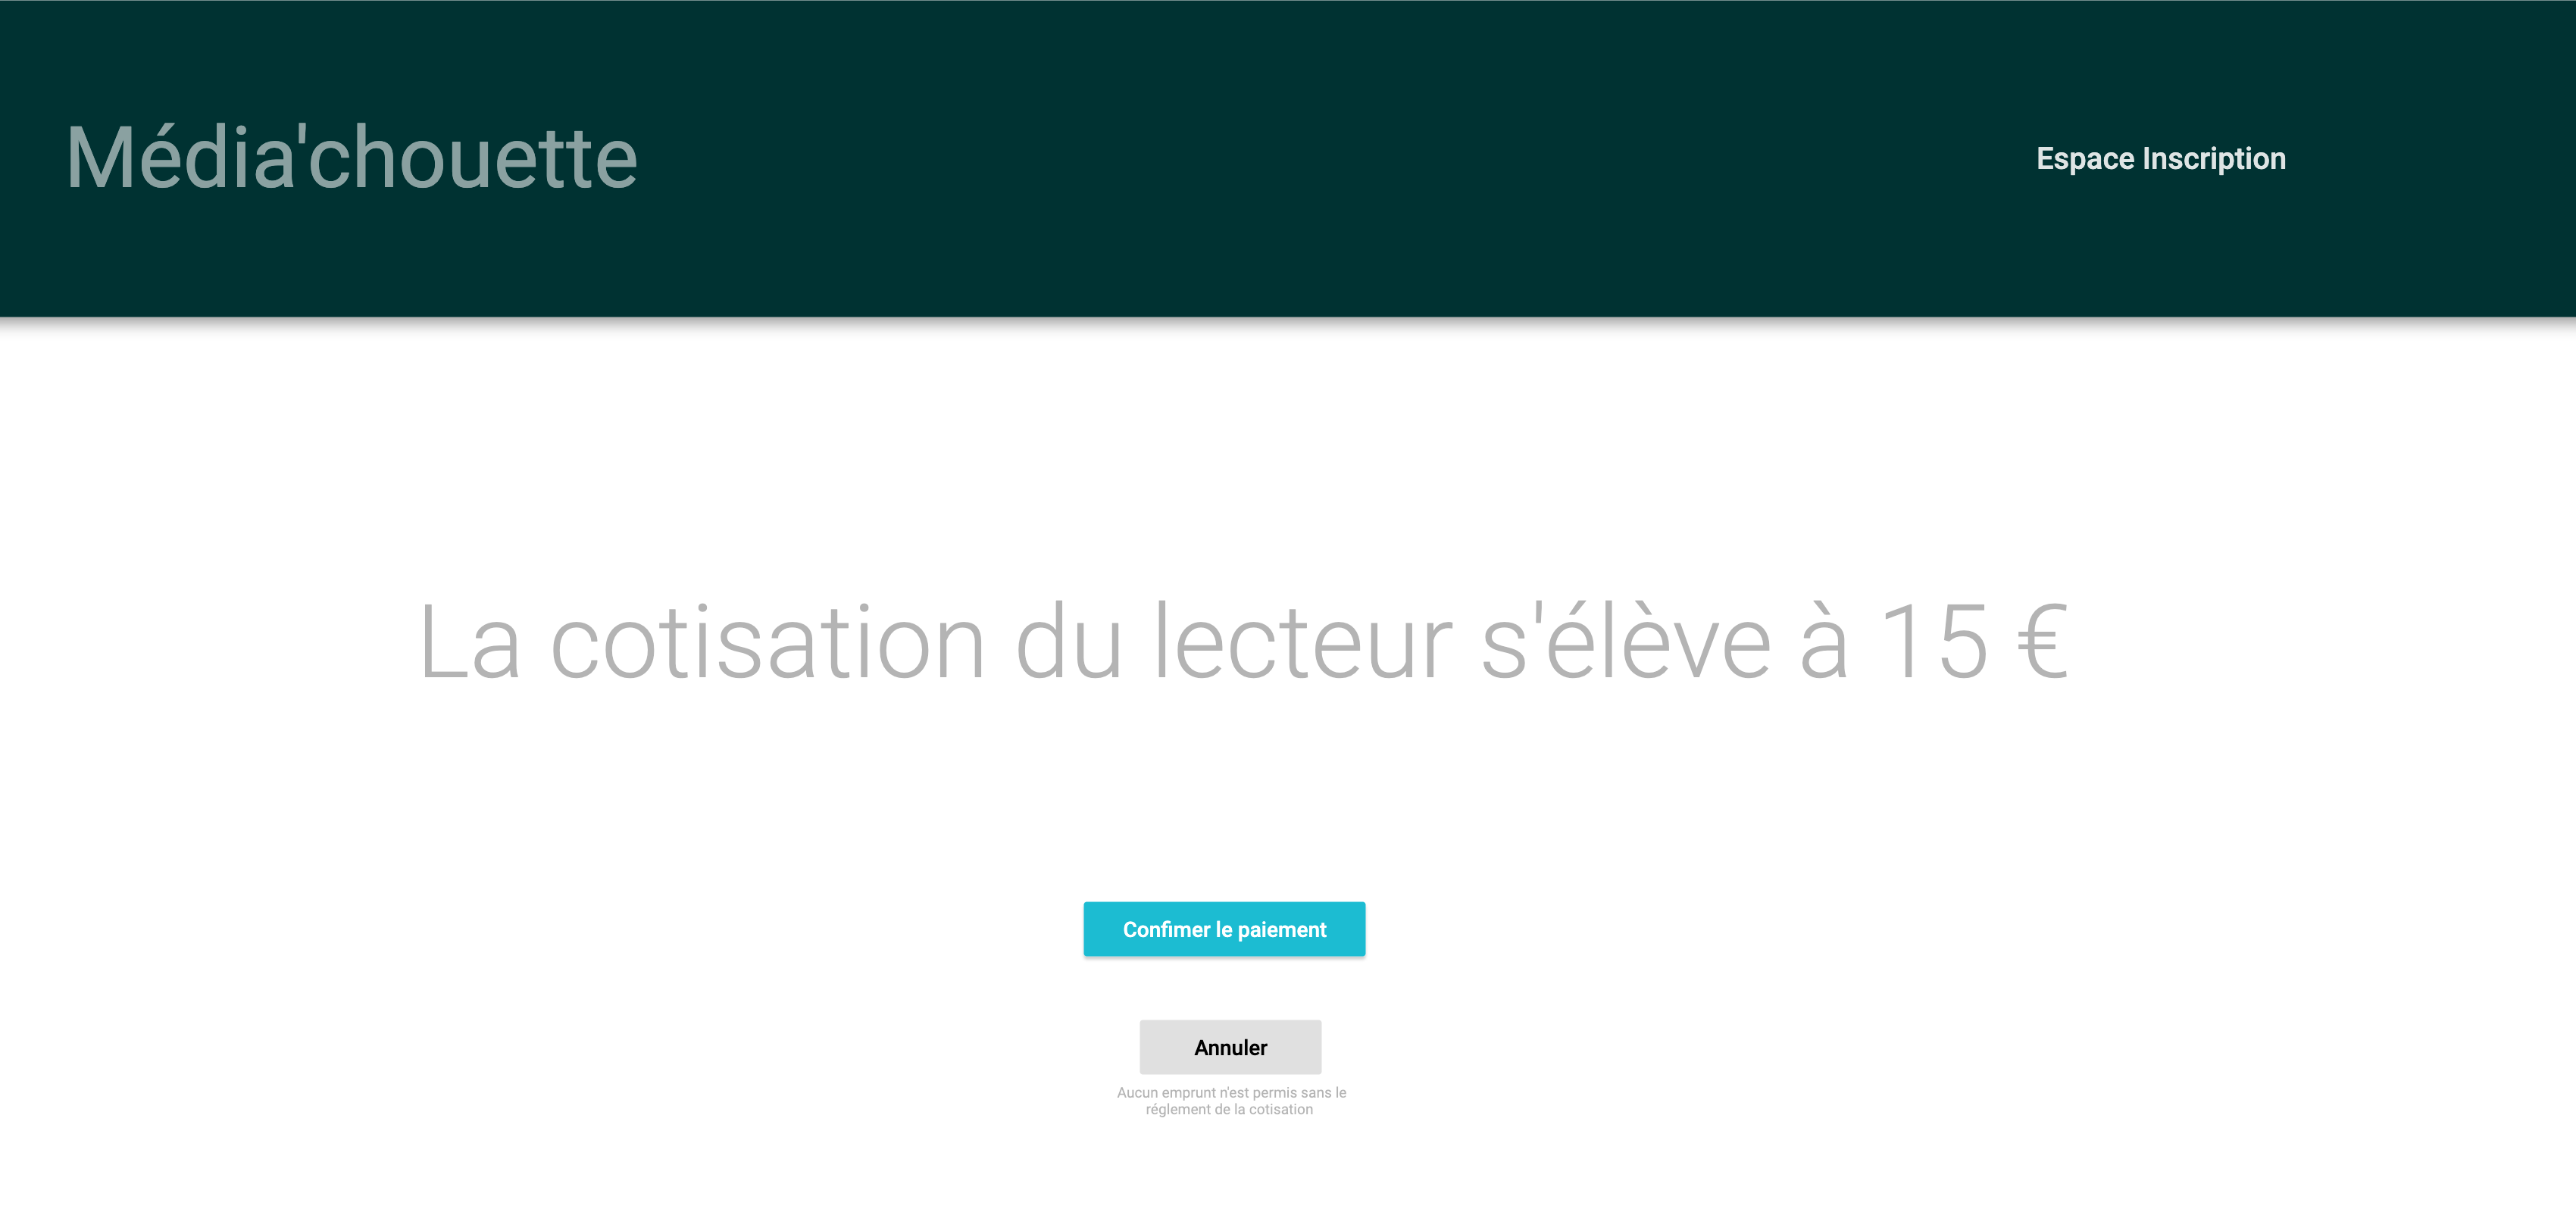 Média'chouette
Espace Inscription
La cotisation du lecteur s'élève à 15 €
Confimer le paiement
Annuler
Aucun emprunt n'est permis sans le
réglement de la cotisation